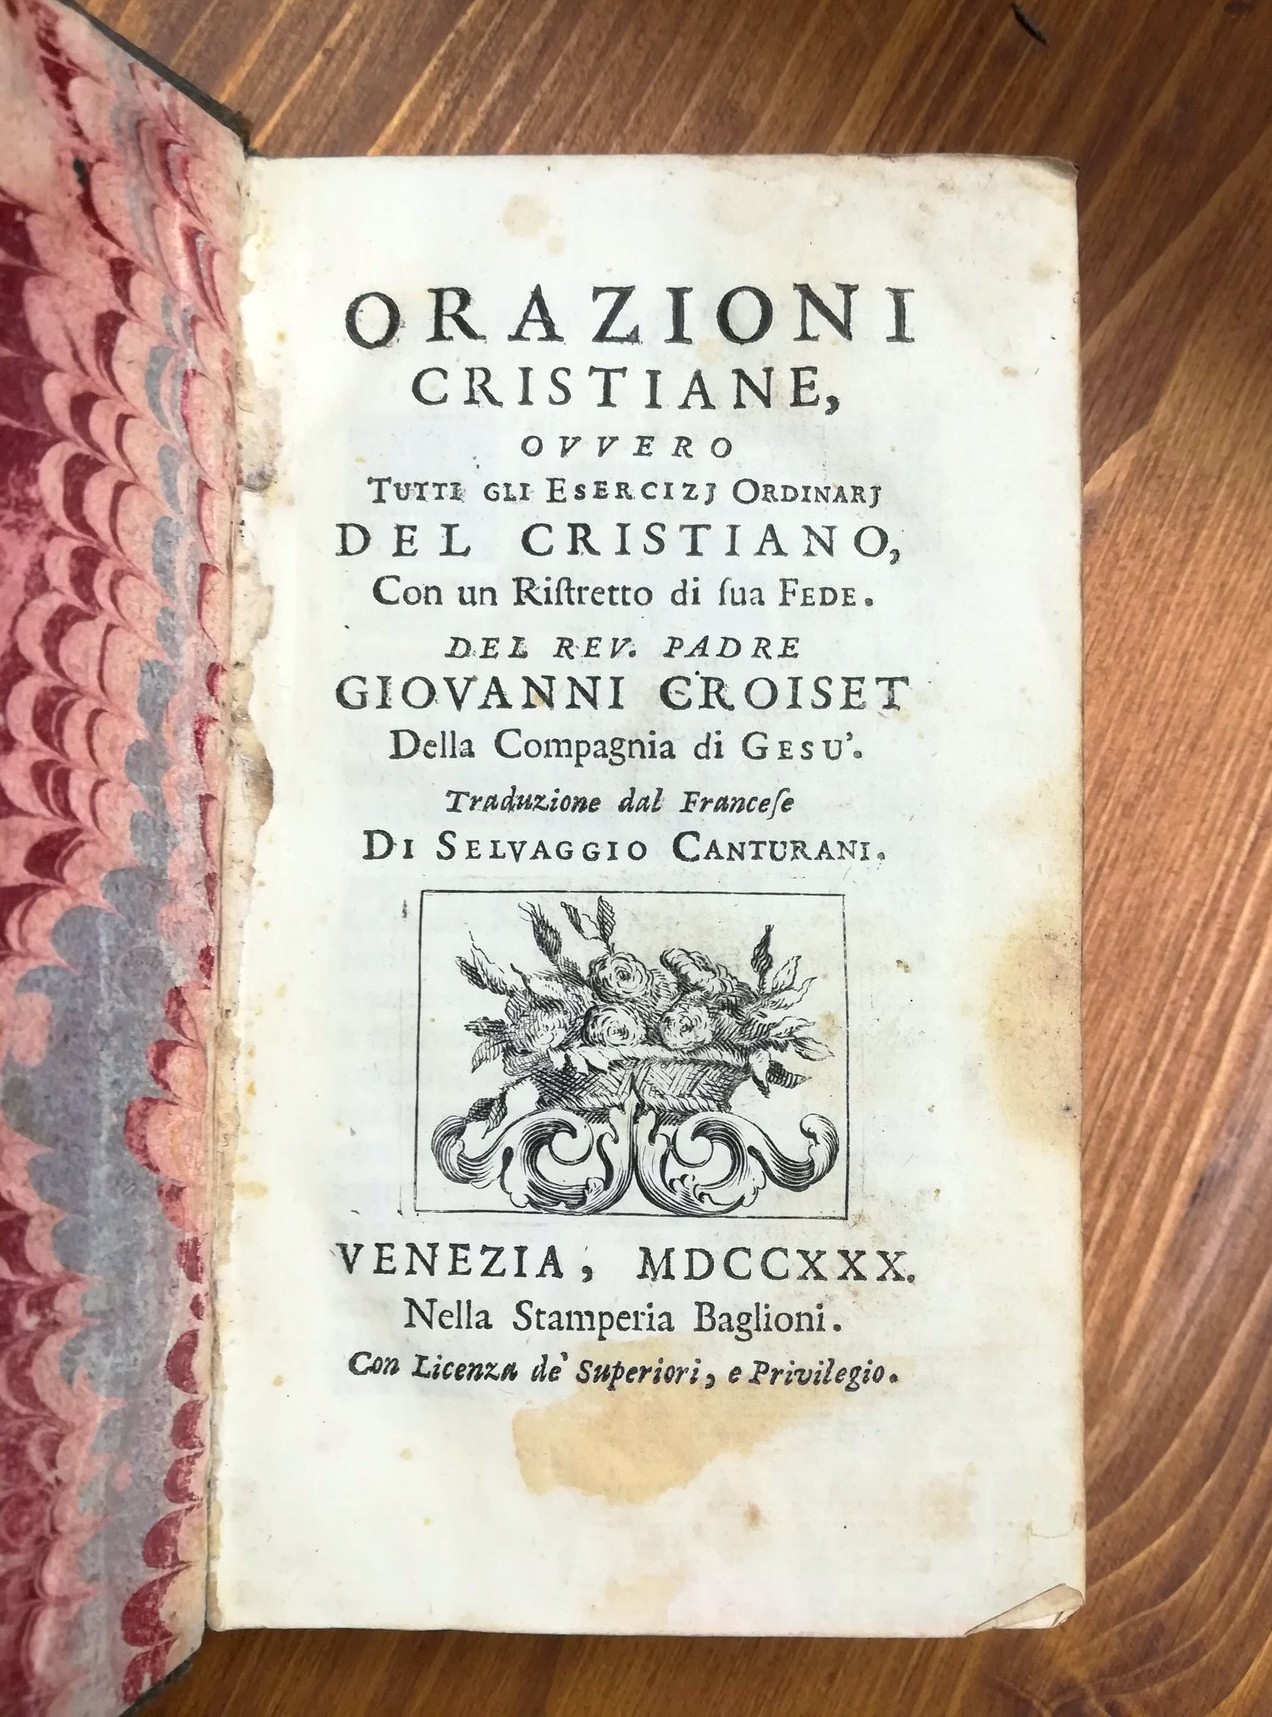 ORAZIONI
CRISTIANE,
OVVERO
TUTTI GLI ESERCIZJ ORDINARJ
DEL CRISTIANO,
Con un Riſtretto di ſua FEDE.
DEL REV. PADRE
GIOVANNI CROISET
Della Compagnia di GESU'.
Traduzione dal Franceſe
DI SELVAGGIO CANTURANI.
VENEZIA, MDCCXXX.
Nella Stamperia Baglioni.
Con Licenza de' Superiori, e Privilegio.